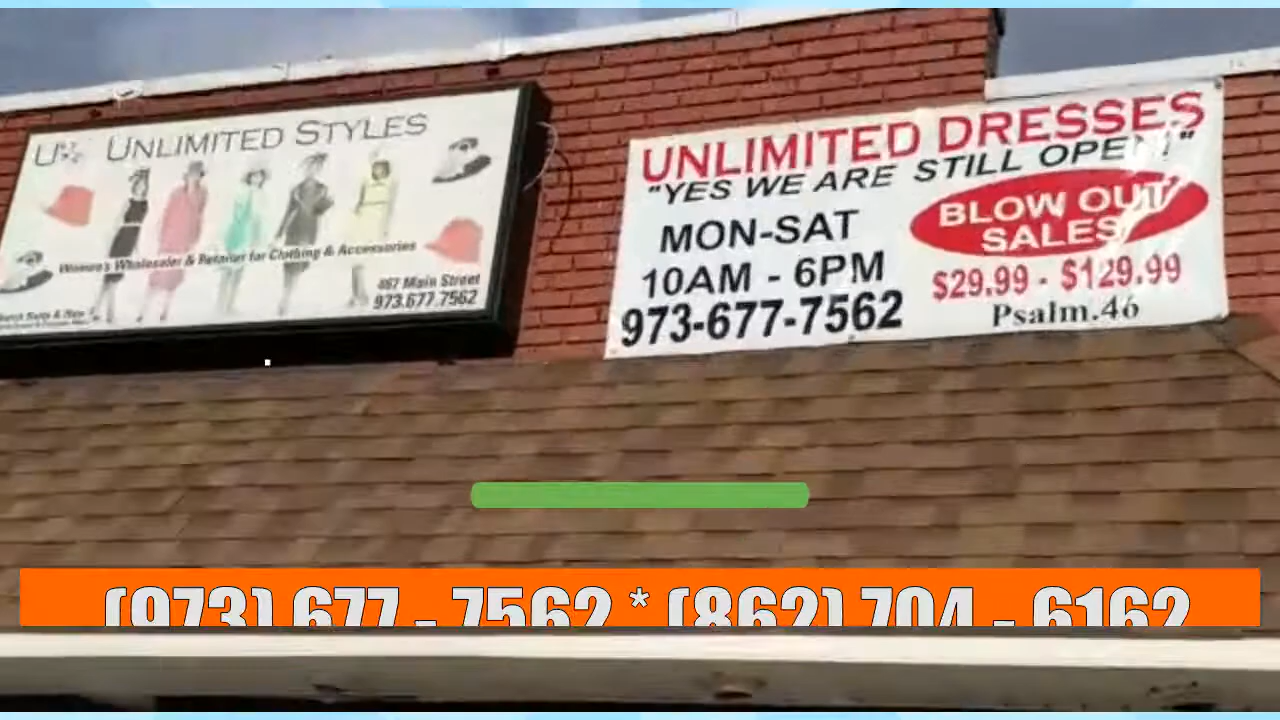 UNLIMITED STYLES
Women's Wholesaler & Retailer for Clothing & Accessories
467 Main Street
973.677.7562
UNLIMITED DRESSES
"YES WE ARE STILL OPEN!"
BLOW OUT
SALES
MON-SAT
10AM - 6PM
$29.99 - $129.99
973-677-7562
Psalm.46
(973) 677 - 7562 * (862) 704 - 6162